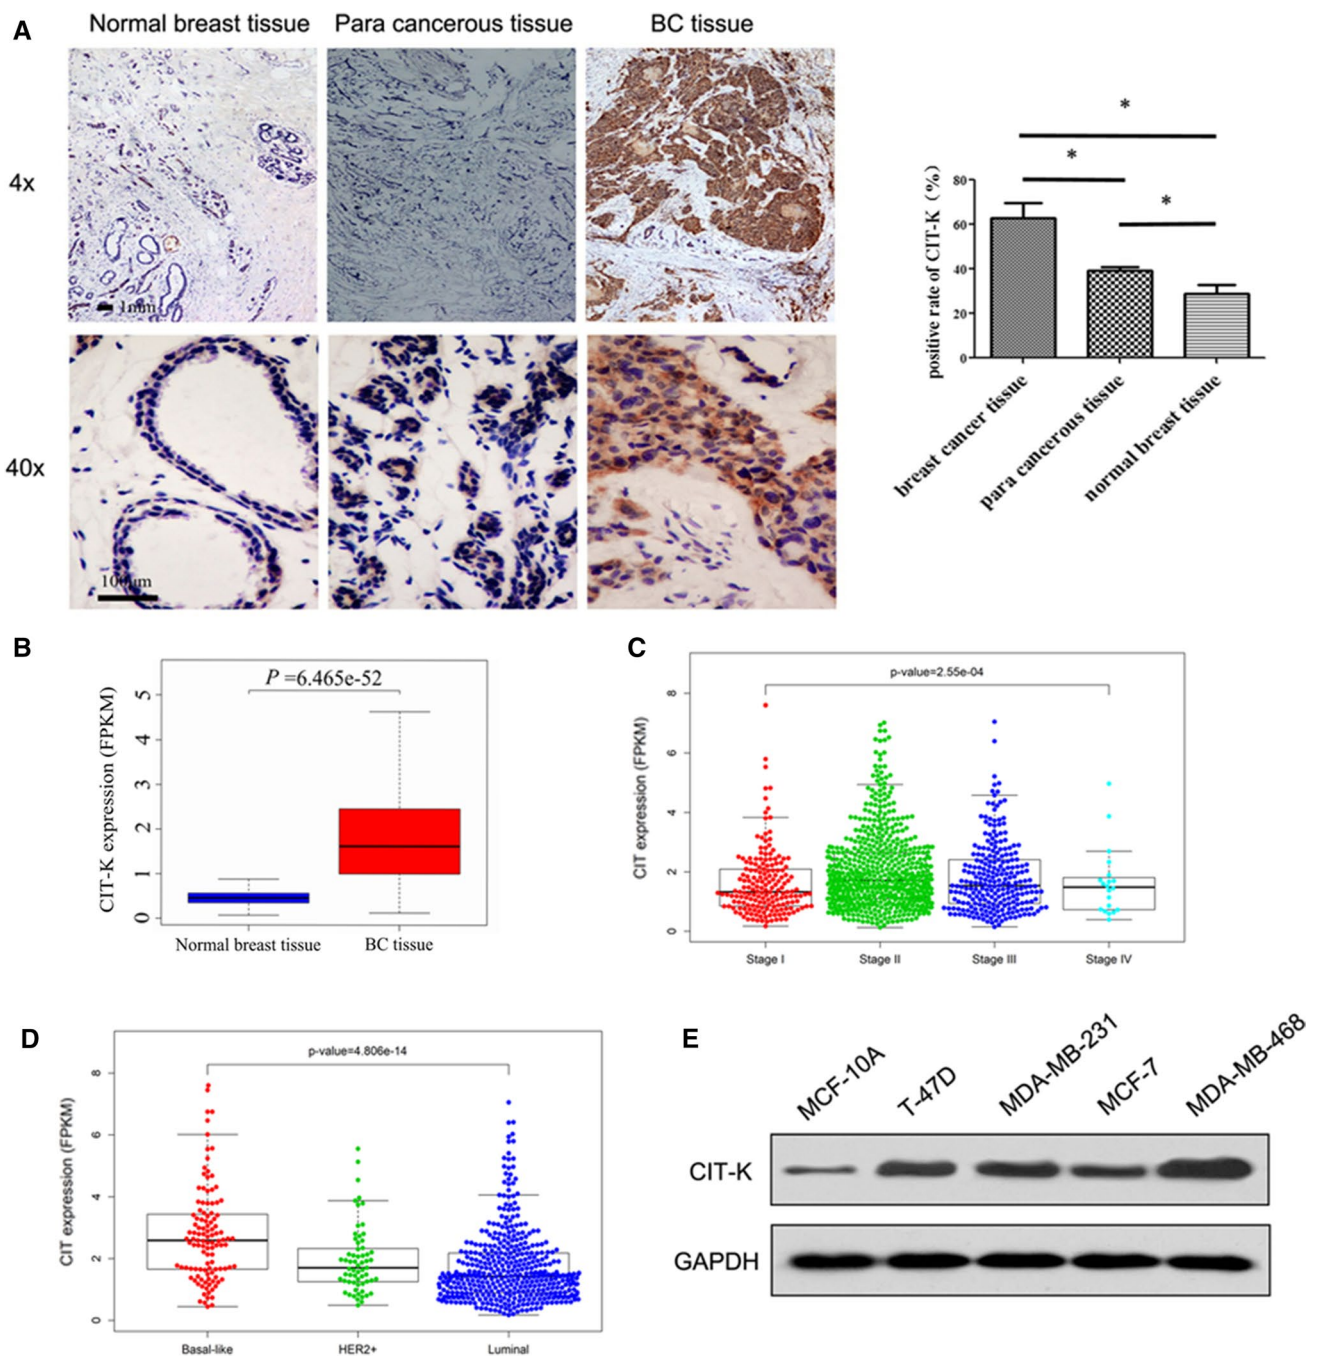 A
Normal breast tissue
Para cancerous tissue
BC tissue
4x
1mm
40x
100μm
*
*
*
positive rate of CIT-K (%)
80
60
40
20
0
breast cancer tissue
para cancerous tissue
normal breast tissue
B
P =6.465e-52
CIT-K expression (FPKM)
5
4
3
2
1
0
Normal breast tissue
BC tissue
C
p-value=2.55e-04
CIT expression (FPKM)
8
6
4
2
0
Stage I
Stage II
Stage III
Stage IV
D
p-value=4.806e-14
CIT expression (FPKM)
8
6
4
2
0
Basal-like
HER2+
Luminal
E
MCF-10A
T-47D
MDA-MB-231
MCF-7
MDA-MB-468
CIT-K
GAPDH